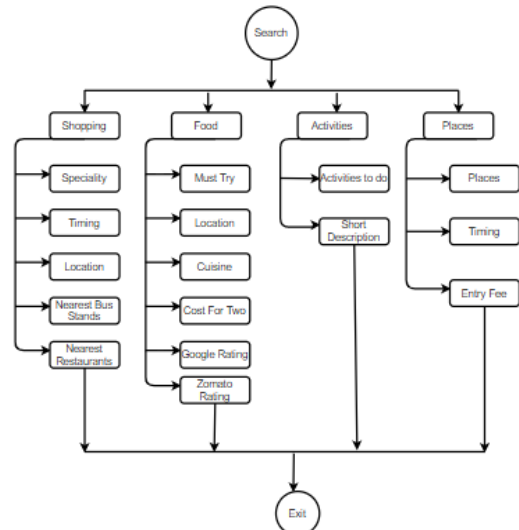 Search
Shopping
Food
Activities
Places
Speciality
Timing
Location
Nearest Bus
Stands
Nearest
Restaurants
Must Try
Location
Cuisine
Cost For Two
Google Rating
Zomato
Rating
Activities to do
Short
Description
Places
Timing
Entry Fee
Exit